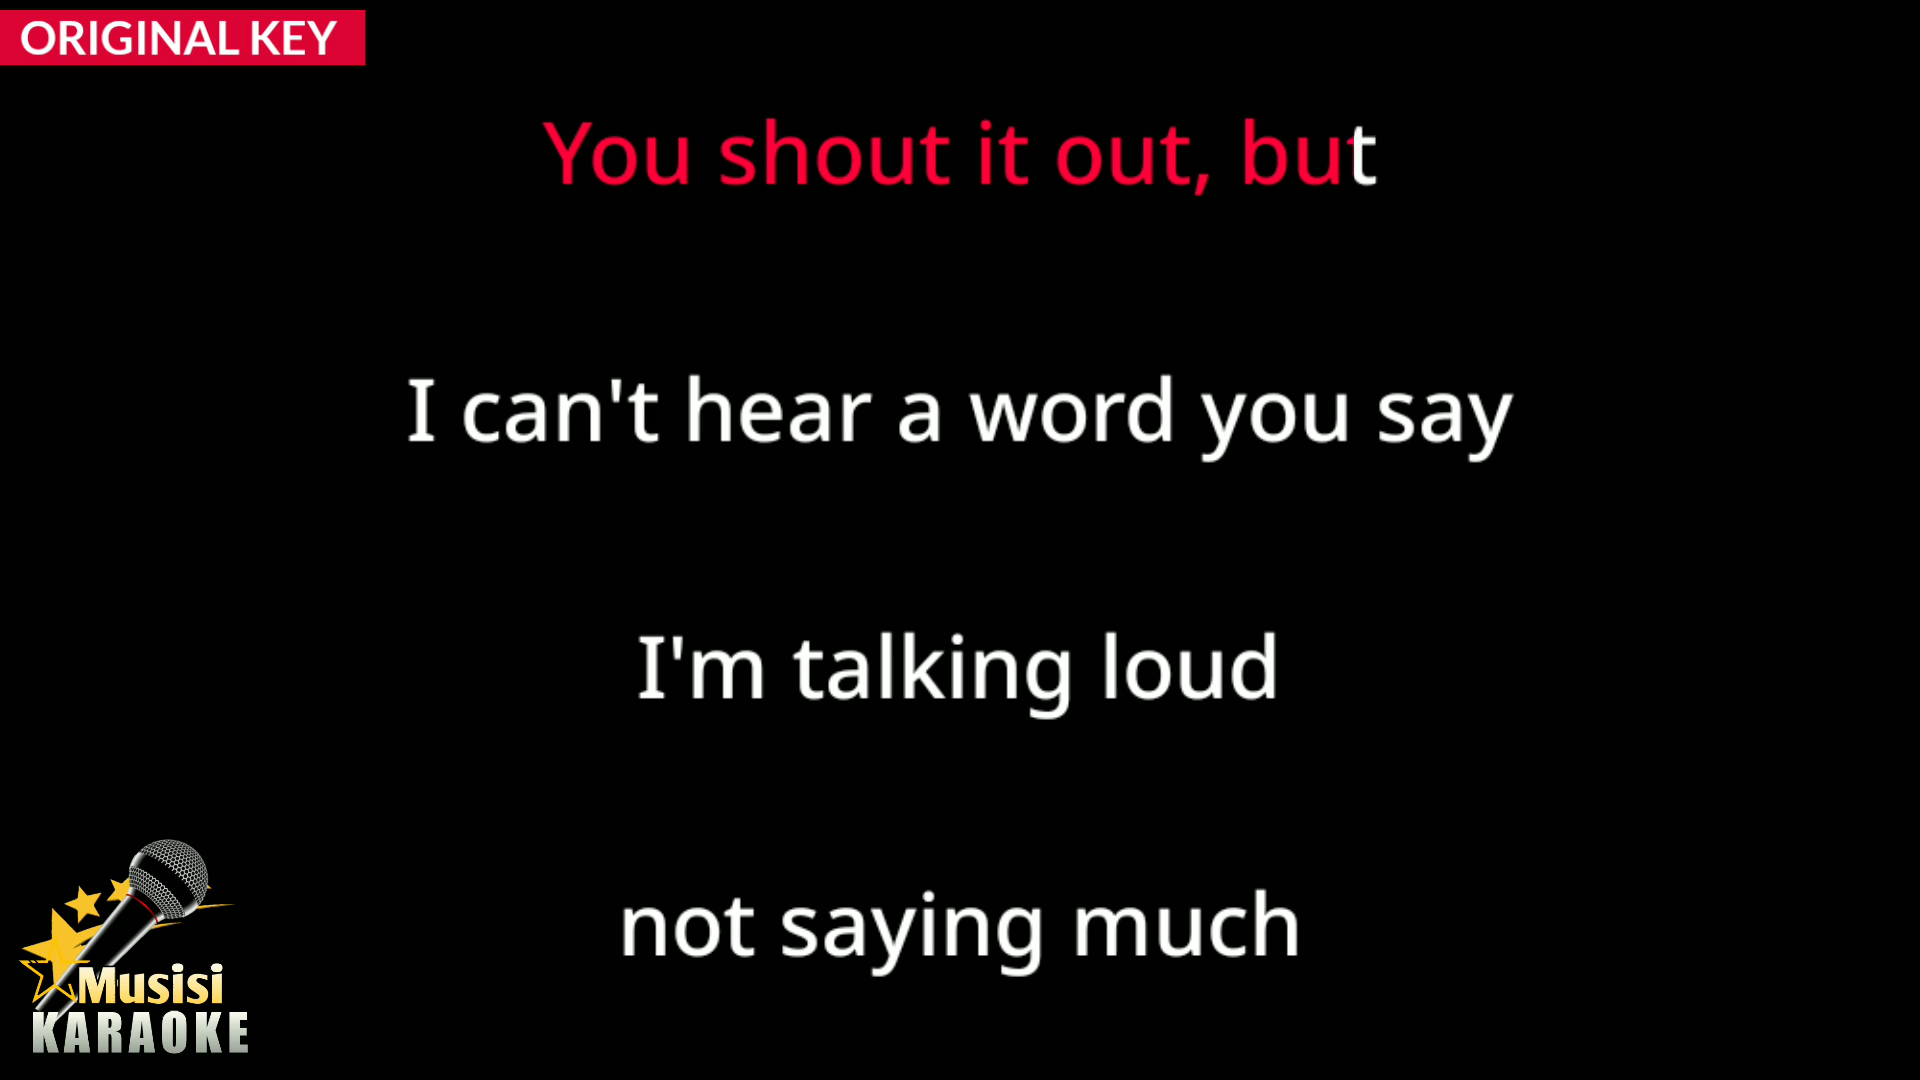 ORIGINAL KEY
You shout it out, but
I can't hear a word you say
I'm talking loud
not saying much
Musisi
KARAOKE